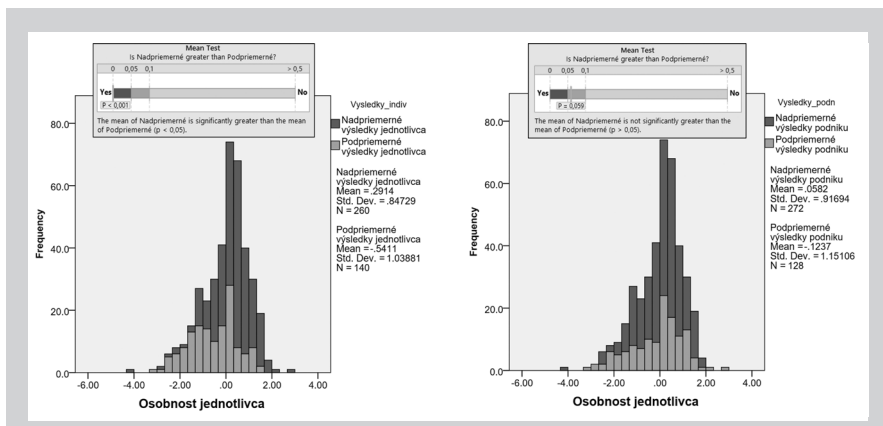 Mean Test
Is Nadpriemerné greater than Podpriemerné?
0 0,05 0,1 > 0,5
Yes No
P < 0,001
The mean of Nadpriemerné is significantly greater than the mean
of Podpriemerné (p < 0,05).
Vysledky_indiv
Nadpriemerné
výsledky jednotlivca
Podpriemerné
výsledky jednotlivca
Nadpriemerné
výsledky jednotlivca
Mean =.2914
Std. Dev. =.84729
N = 260
Podpriemerné
výsledky jednotlivca
Mean =-.5411
Std. Dev. =1.03881
N = 140
Frequency
80.0
60.0
40.0
20.0
0.0
-6.00 -4.00 -2.00 .00 2.00 4.00
Osobnost jednotlivca
Mean Test
Is Nadpriemerné greater than Podpriemerné?
0 0,05 0,1 > 0,5
Yes No
P = 0,059
The mean of Nadpriemerné is not significantly greater than the
mean of Podpriemerné (p > 0,05).
Vysledky_podn
Nadpriemerné
výsledky podniku
Podpriemerné
výsledky podniku
Nadpriemerné
výsledky podniku
Mean =.0582
Std. Dev. =.91694
N = 272
Podpriemerné
výsledky podniku
Mean =-.1237
Std. Dev. =1.15106
N = 128
Frequency
80.0
60.0
40.0
20.0
0.0
-6.00 -4.00 -2.00 .00 2.00 4.00
Osobnost jednotlivca